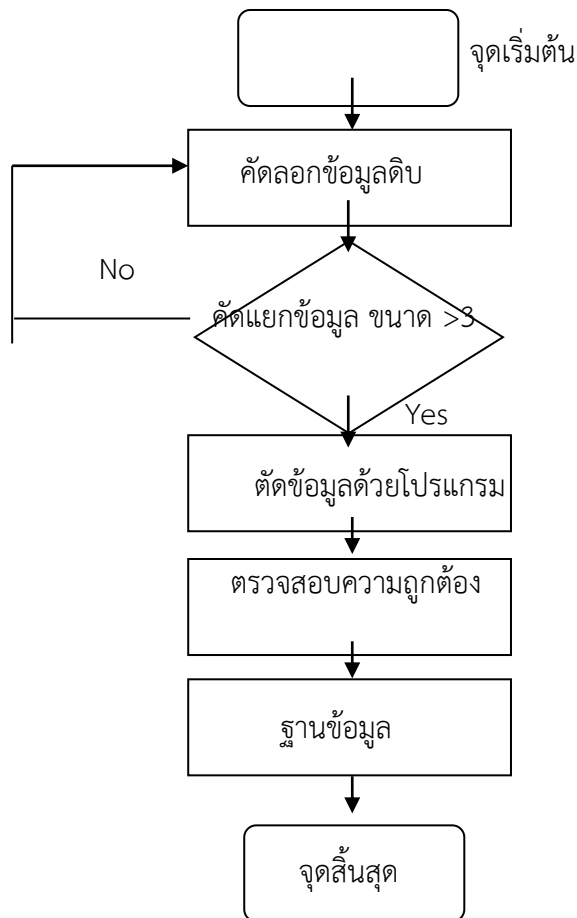 จุดเริ่มต้น
คัดลอกข้อมูลดิบ
No
คัดแยกข้อมูล ขนาด >3
Yes
ตัดข้อมูลด้วยโปรแกรม
ตรวจสอบความถูกต้อง
ฐานข้อมูล
จุดสิ้นสุด